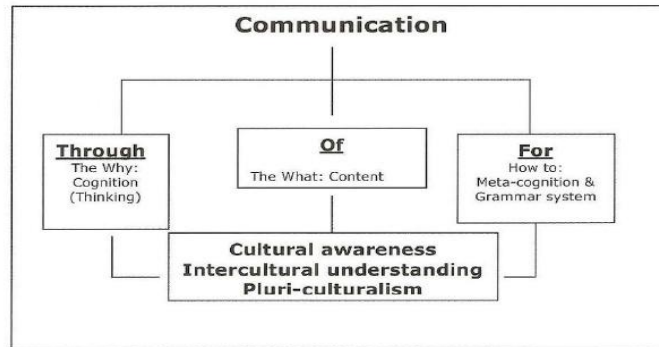 Communication
Through
The Why:
Cognition
(Thinking)
Of
The What: Content
For
How to:
Meta-cognition &
Grammar system
Cultural awareness
Intercultural understanding
Pluri-culturalism